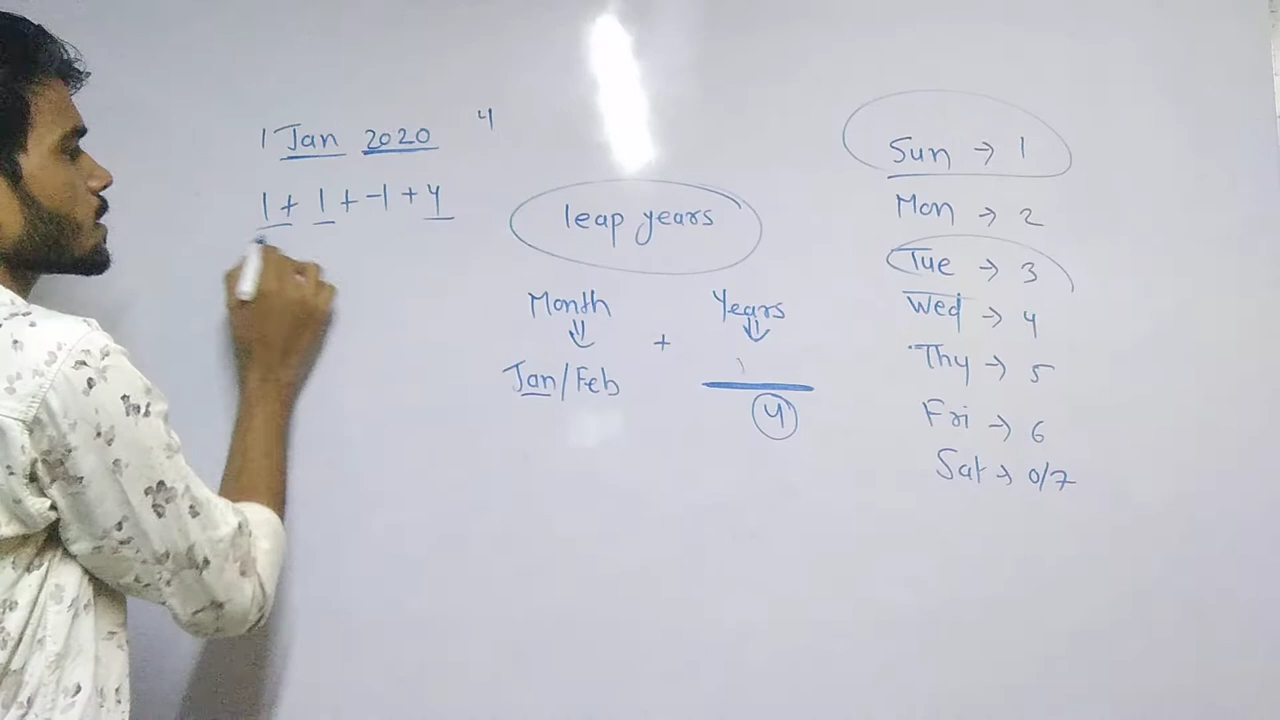 1 Jan 2020 4
1 + 1 + -1 + 4
leap years
Month + Years
Jan/Feb 4
Sun → 1
Mon → 2
Tue → 3
Wed → 4
Thy → 5
Fri → 6
Sat → 0/7